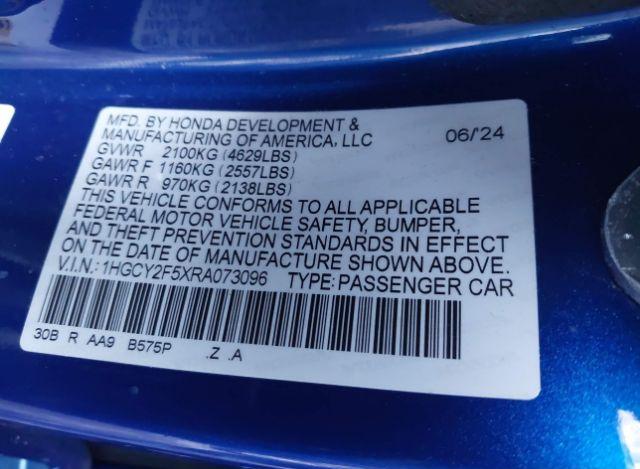 MFD. BY HONDA DEVELOPMENT &
MANUFACTURING OF AMERICA, LLC 06/24
GVWR 2100KG (4629LBS)
GAWR F 1160KG (2557LBS)
GAWR R 970KG (2138LBS)
THIS VEHICLE CONFORMS TO ALL APPLICABLE
FEDERAL MOTOR VEHICLE SAFETY, BUMPER,
AND THEFT PREVENTION STANDARDS IN EFFECT
ON THE DATE OF MANUFACTURE SHOWN ABOVE.
V.I.N.: 1HGCY2F5XRA073096 TYPE: PASSENGER CAR
30B R AA9 B575P .Z .A